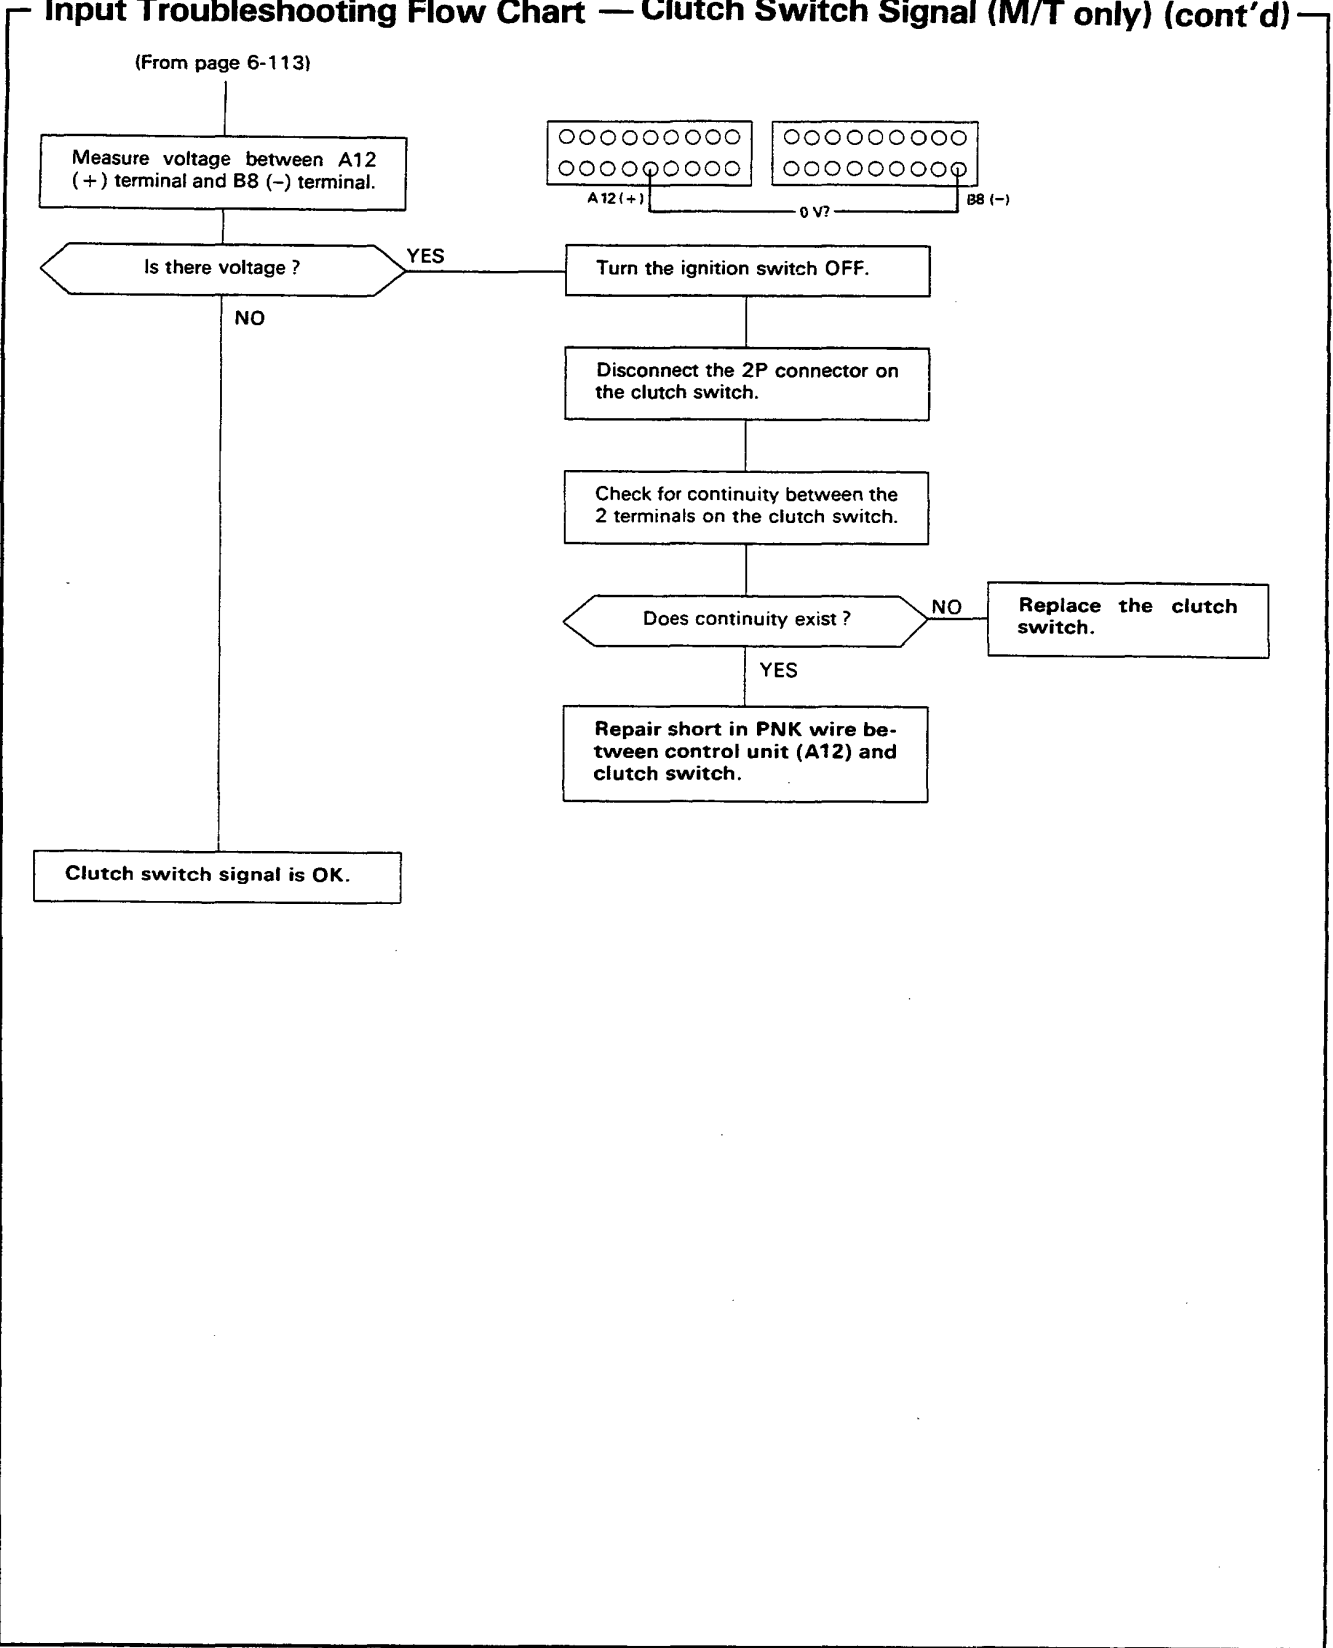 Input Troubleshooting Flow Chart — Clutch Switch Signal (M/T only) (cont'd)
(From page 6-113)
Measure voltage between A12
(+) terminal and B8 (–) terminal.
A12(+)
0 V?
B8 (–)
Is there voltage ?
YES
Turn the ignition switch OFF.
NO
Disconnect the 2P connector on
the clutch switch.
Check for continuity between the
2 terminals on the clutch switch.
Does continuity exist ?
NO
Replace the clutch
switch.
YES
Repair short in PNK wire be-
tween control unit (A12) and
clutch switch.
Clutch switch signal is OK.